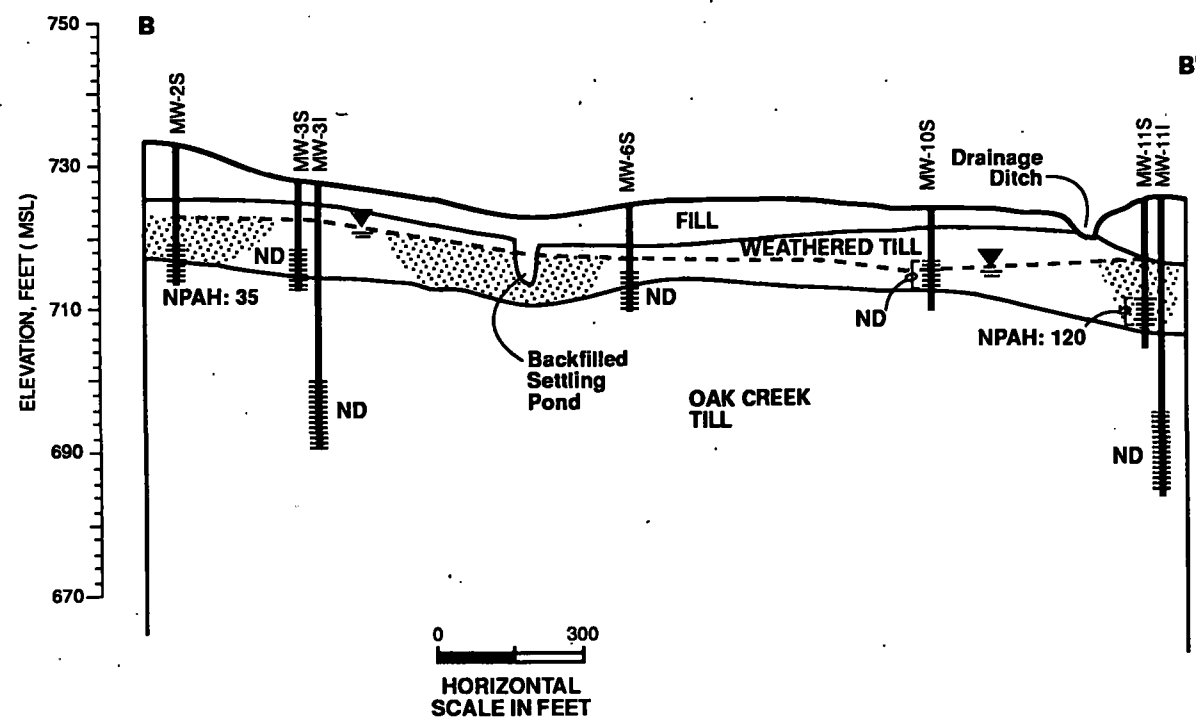 750
B
B'
MW-2S
MW-3S
MW-3I
MW-6S
MW-10S
MW-11S
MW-11I
730
Drainage
Ditch
FILL
WEATHERED TILL
ND
NPAH: 35
ND
ND
NPAH: 120
710
ELEVATION, FEET (MSL)
Backfilled
Settling
Pond
ND
OAK CREEK
TILL
ND
690
670
0 300
HORIZONTAL
SCALE IN FEET